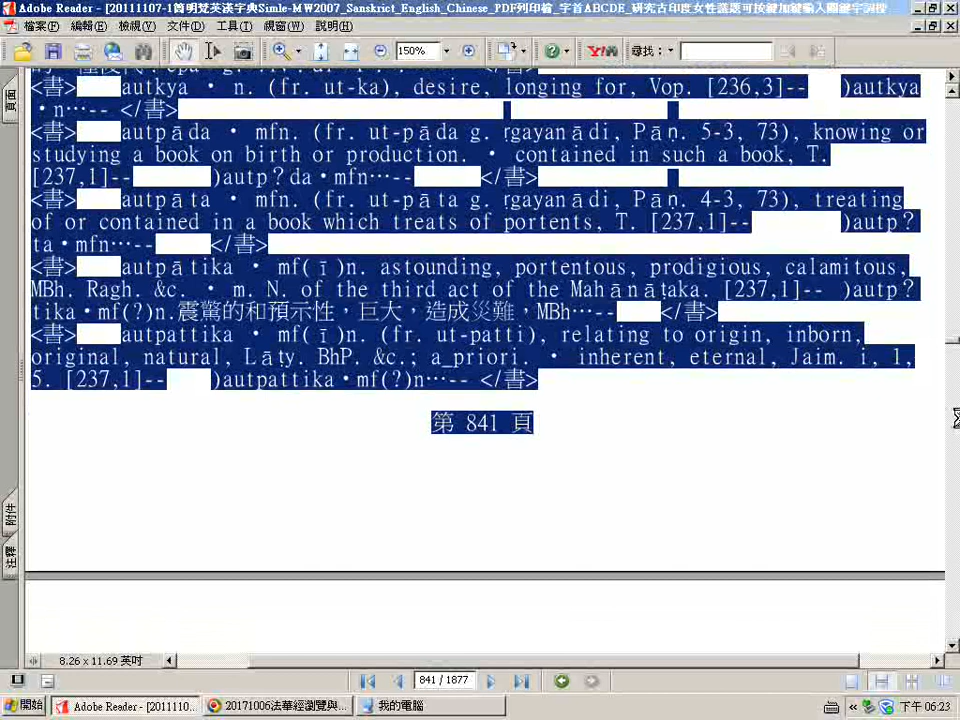 Adobe Reader - [20111107-1簡明梵英漢字典Simle-MW2007_Sanskrict_English_Chinese_PDF列印檔_字首ABCDE_研究古印度女性議題可按
檔案(F) 編輯(E) 檢視(V) 文件(D) 工具(T) 視窗(W) 說明(H)
150% Y! 尋找：
頁面
<書> autkya ‧ n. (fr. ut-ka), desire, longing for, Vop. [236,3]-- )autkya
‧n…-- </書>
<書> autpāda ‧ mfn. (fr. ut-pāda g. ṛgayanādi, Pāṇ. 5-3, 73), knowing or
studying a book on birth or production. ‧ contained in such a book, T.
[237,1]-- )autp？da‧mfn…-- </書>
<書> autpāta ‧ mfn. (fr. ut-pāta g. ṛgayanādi, Pāṇ. 4-3, 73), treating
of or contained in a book which treats of portents, T. [237,1]-- )autp？
ta‧mfn…-- </書>
<書> autpātika ‧ mf(ī)n. astounding, portentous, prodigious, calamitous,
MBh. Ragh. &c. ‧ m. N. of the third act of the Mahānāṭaka. [237,1]-- )autp？
tika‧mf(?)n.震驚的和預示性，巨大，造成災難，MBh…-- </書>
<書> autpattika ‧ mf(ī)n. (fr. ut-patti), relating to origin, inborn,
original, natural, Lāṭy. BhP. &c.; a_priori. ‧ inherent, eternal, Jaim. i, 1,
5. [237,1]-- )autpattika‧mf(?)n…-- </書>
第 841 頁
附件
注釋
8.26 x 11.69 英吋
841 / 1877
開始 Adobe Reader - [2011110... 20171006法華經瀏覽與... 我的電腦 下午 06:23